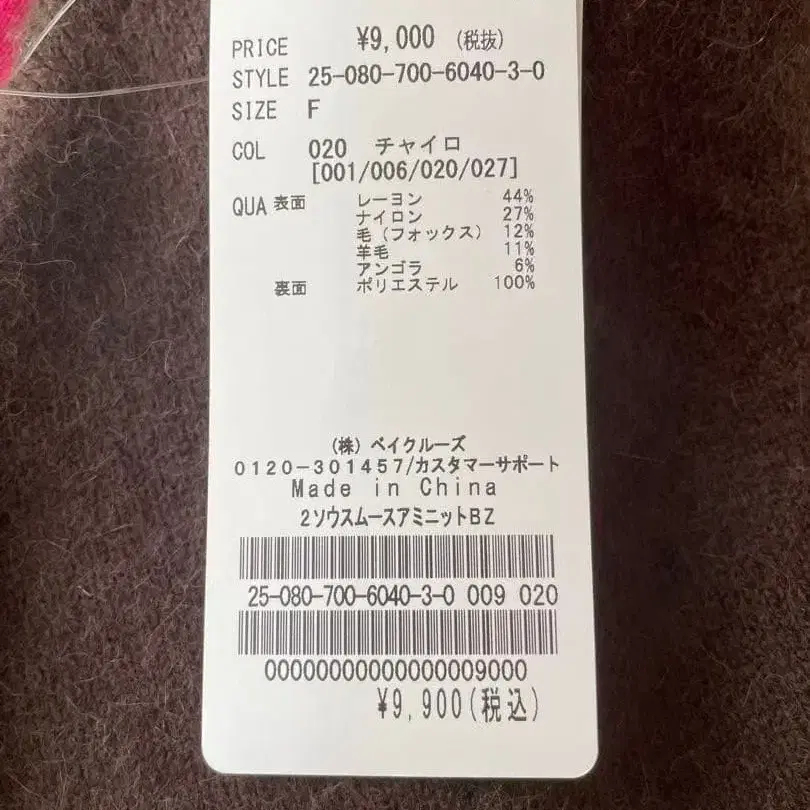 PRICE ¥9,000 (税抜)
STYLE 25-080-700-6040-3-0
SIZE F
COL 020 チャイロ
[001/006/020/027]
QUA 表面 レーヨン 44%
ナイロン 27%
毛(フォックス) 12%
羊毛 11%
アンゴラ 6%
裏面 ポリエステル 100%
(株)ベイクルーズ
0120-301457/カスタマーサポート
Made in China
2ソウスムースアミニットBZ
25-080-700-6040-3-0 009 020
00000000000000009000
¥9,900(税込)